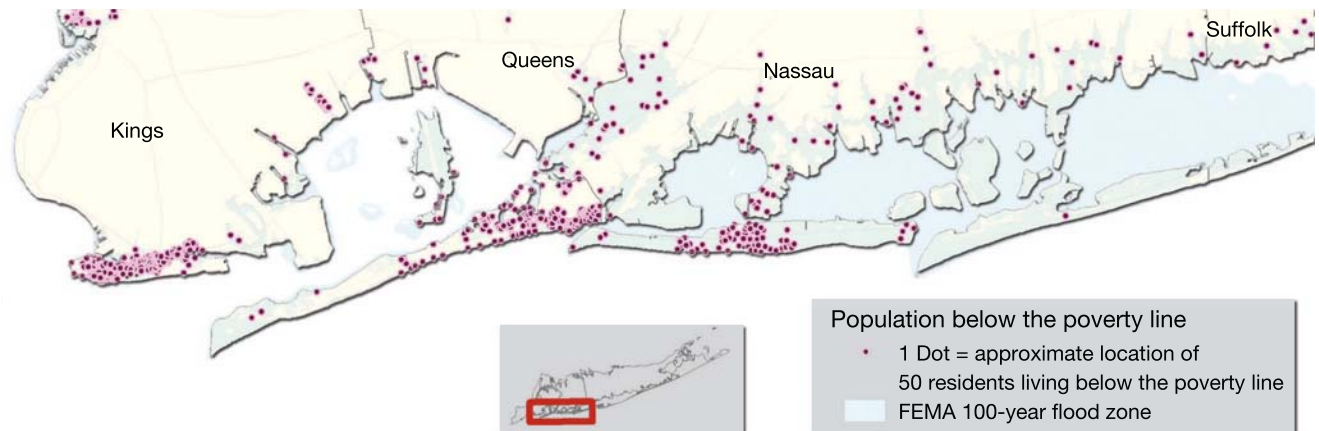 Suffolk
Queens
Nassau
Kings
Population below the poverty line
1 Dot = approximate location of
50 residents living below the poverty line
FEMA 100-year flood zone